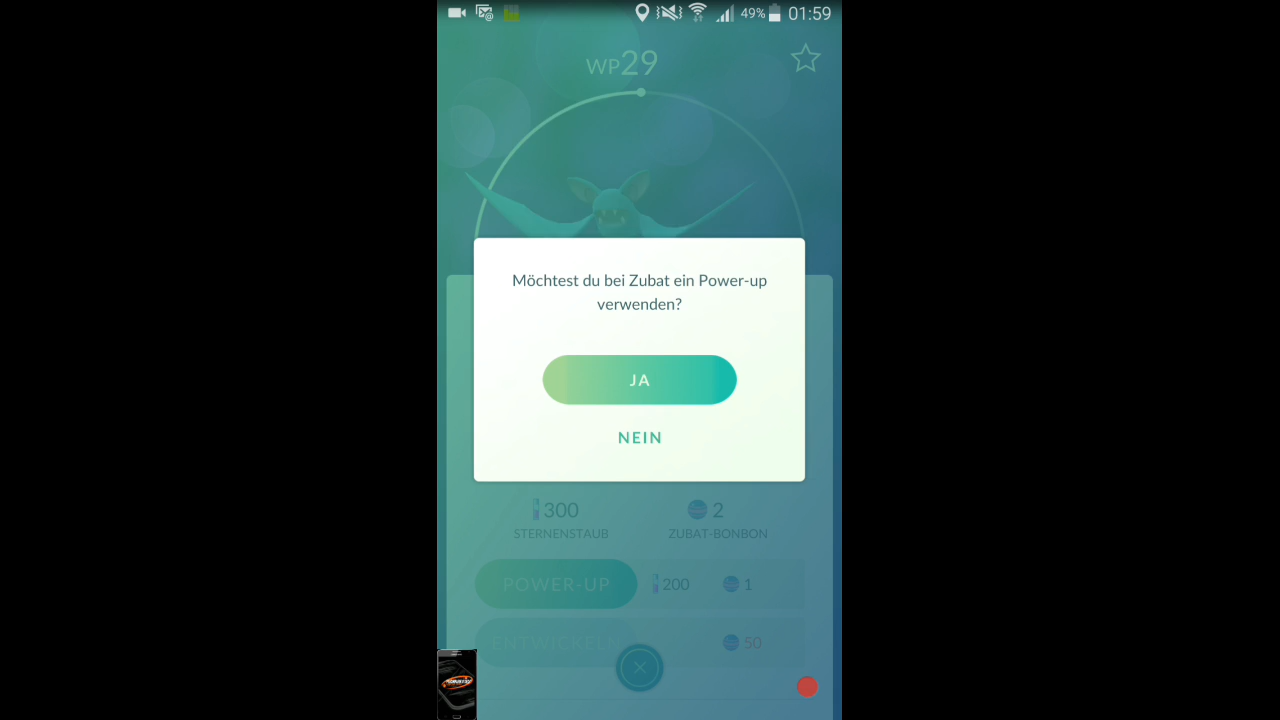 49% 01:59
WP29
Möchtest du bei Zubat ein Power-up
verwenden?
JA
NEIN
300 2
STERNENSTAUB ZUBAT-BONBON
POWER-UP 200 1
ENTWICKELN 50